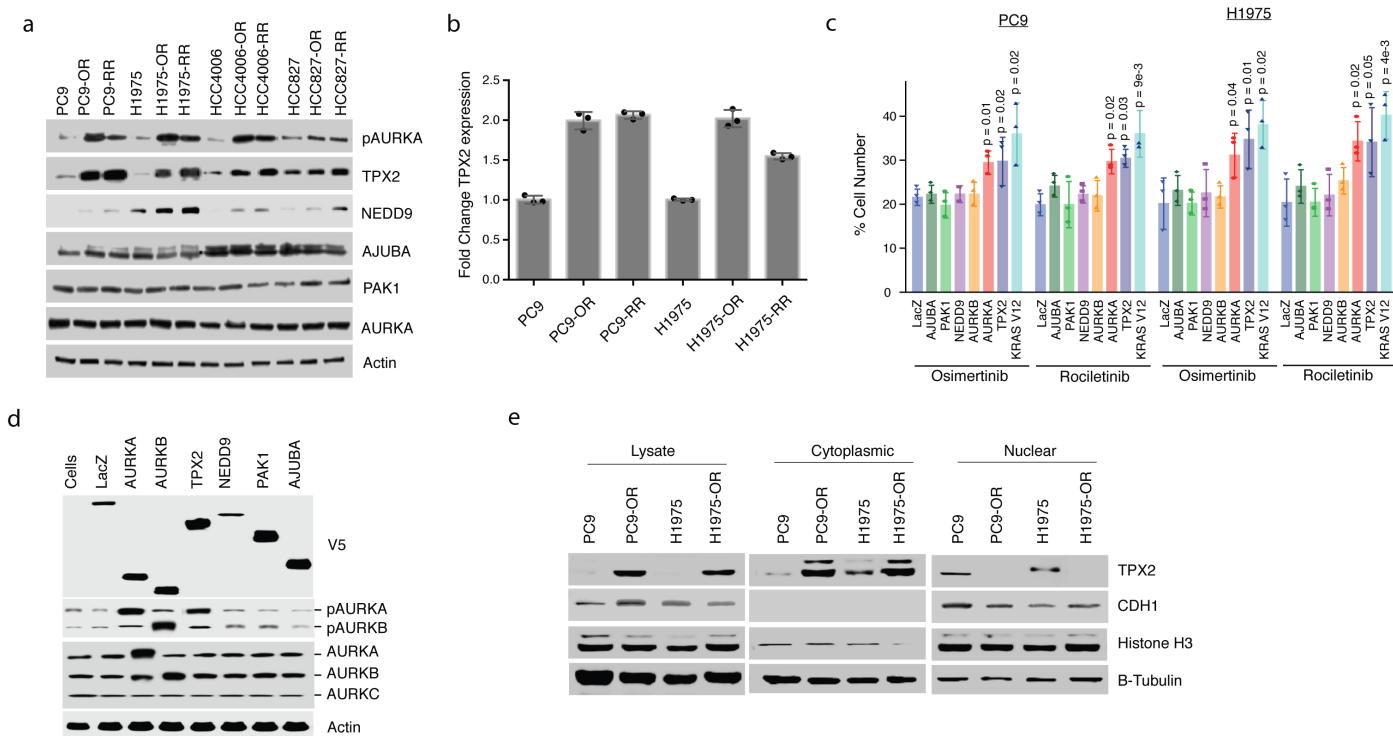 a
PC9
PC9-OR
PC9-RR
H1975
H1975-OR
H1975-RR
HCC4006
HCC4006-OR
HCC4006-RR
HCC827
HCC827-OR
HCC827-RR
pAURKA
TPX2
NEDD9
AJUBA
PAK1
AURKA
Actin
b
Fold Change TPX2 expression
2.5
2.0
1.5
1.0
0.5
0.0
PC9
PC9-OR
PC9-RR
H1975
H1975-OR
H1975-RR
c
PC9
H1975
% Cell Number
40
30
20
10
0
p = 0.01
p = 0.02
p = 0.02
p = 0.02
p = 0.03
p = 9e-3
p = 0.04
p = 0.01
p = 0.02
p = 0.02
p = 0.05
p = 4e-3
LacZ
AJUBA
PAK1
NEDD9
AURKB
AURKA
TPX2
KRAS V12
LacZ
AJUBA
PAK1
NEDD9
AURKB
AURKA
TPX2
KRAS V12
LacZ
AJUBA
PAK1
NEDD9
AURKB
AURKA
TPX2
KRAS V12
LacZ
AJUBA
PAK1
NEDD9
AURKB
AURKA
TPX2
KRAS V12
Osimertinib
Rociletinib
Osimertinib
Rociletinib
d
Cells
LacZ
AURKA
AURKB
TPX2
NEDD9
PAK1
AJUBA
V5
pAURKA
pAURKB
AURKA
AURKB
AURKC
Actin
e
Lysate
Cytoplasmic
Nuclear
PC9
PC9-OR
H1975
H1975-OR
PC9
PC9-OR
H1975
H1975-OR
PC9
PC9-OR
H1975
H1975-OR
TPX2
CDH1
Histone H3
B-Tubulin